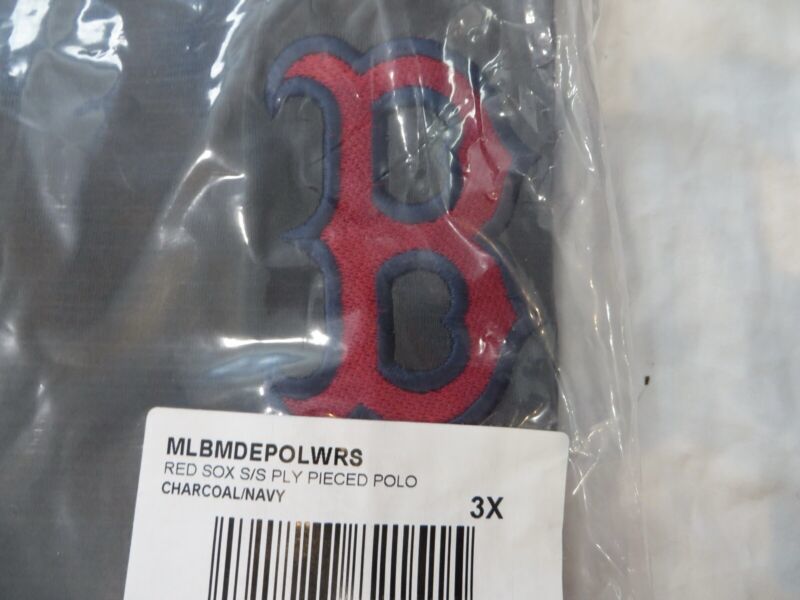 B
MLBMDEPOLWRS
RED SOX S/S PLY PIECED POLO
CHARCOAL/NAVY
3X